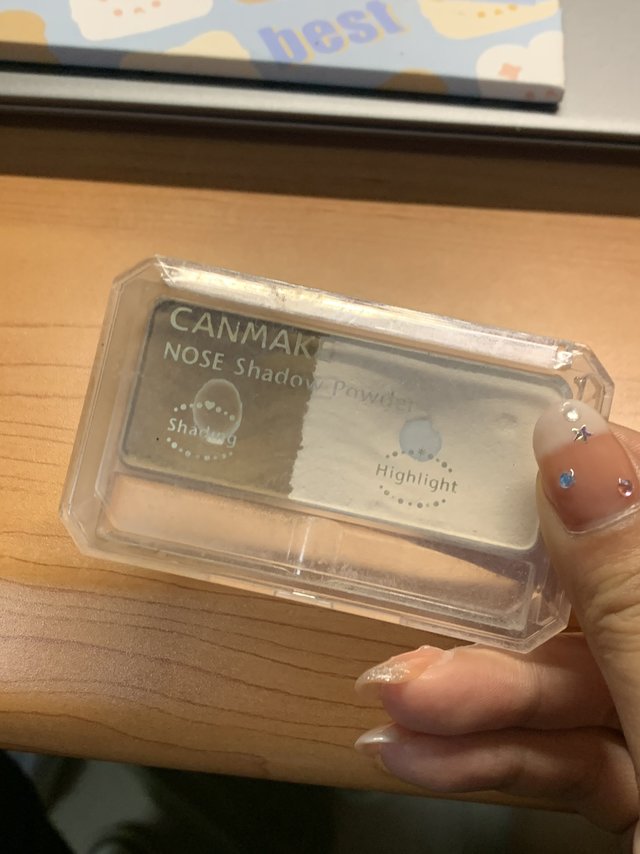 best
CANMAKE
NOSE Shadow Powder
Shading
Highlight